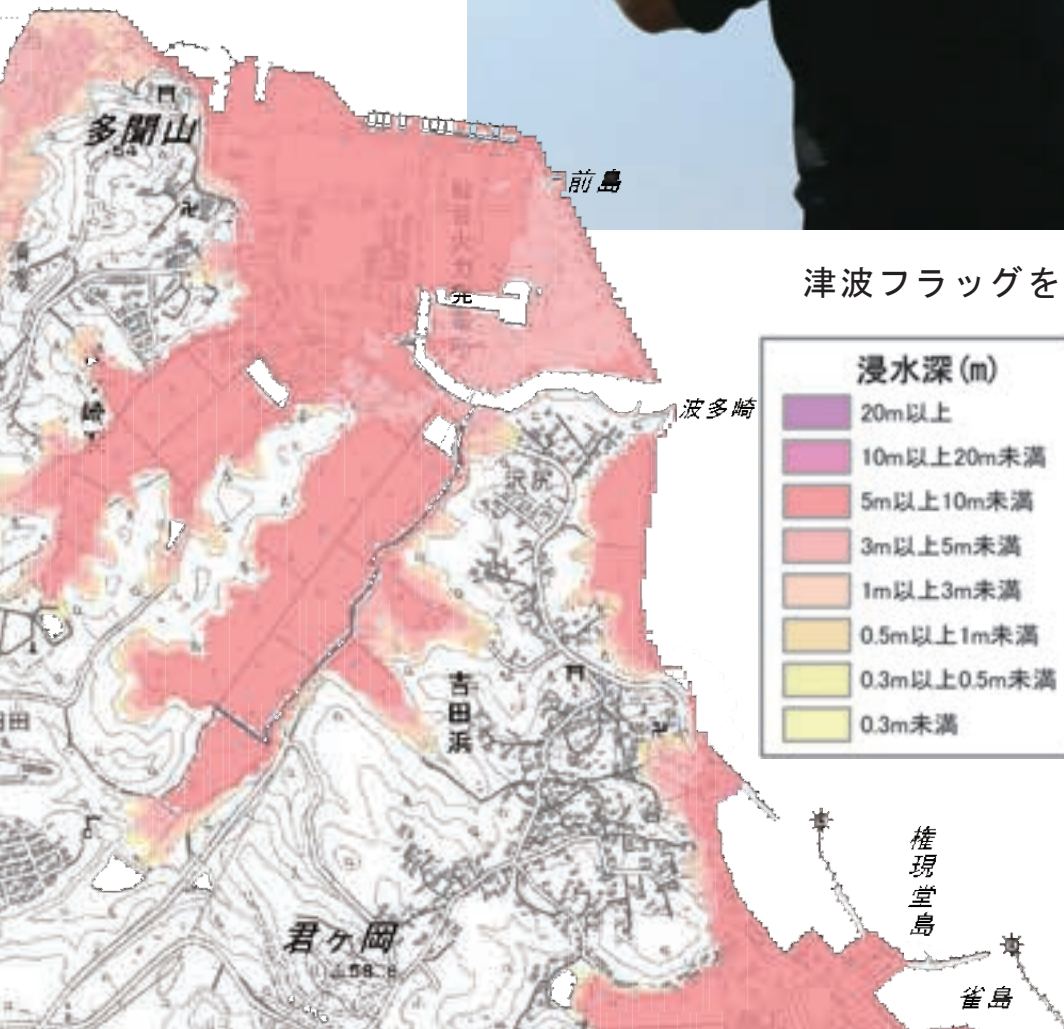 多聞山
前島
津波フラッグを
浸水深(m)
20m以上
10m以上20m未満
5m以上10m未満
3m以上5m未満
1m以上3m未満
0.5m以上1m未満
0.3m以上0.5m未満
0.3m未満
波多崎
崎
吉田浜
君ヶ岡
権現堂島
雀島